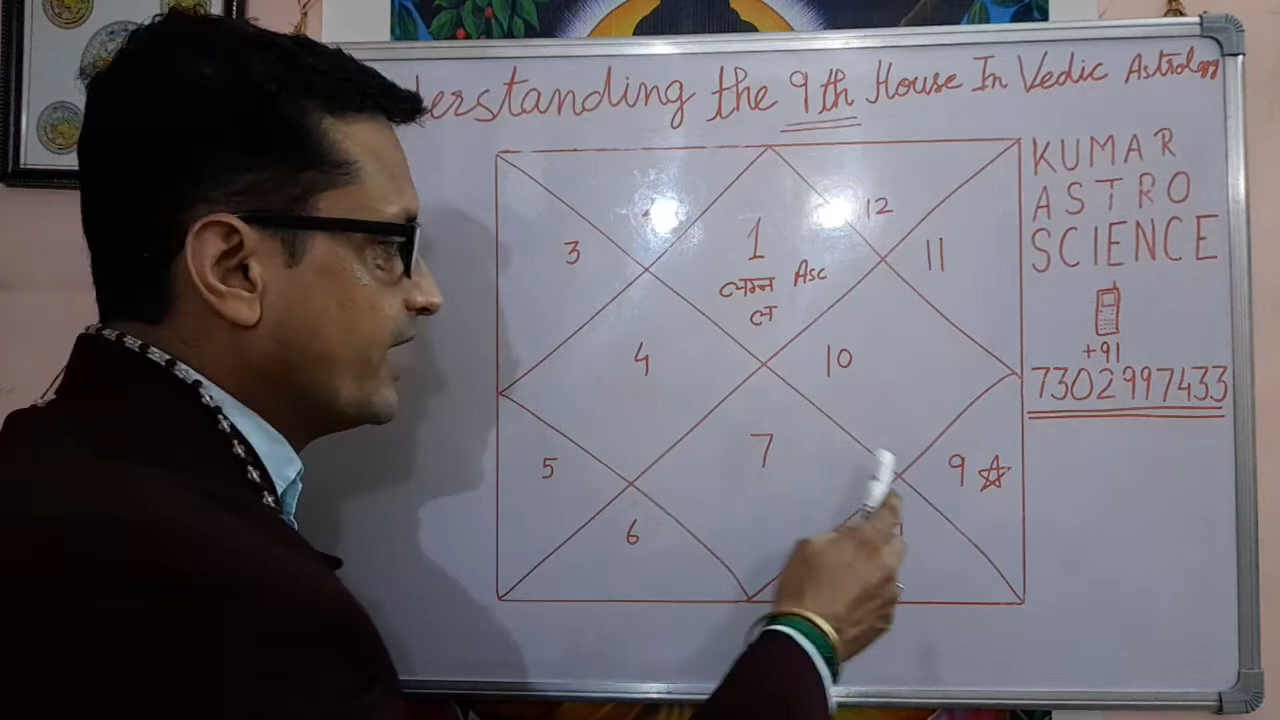 derstanding the 9th House In Vedic Astrology
KUMAR
ASTRO
SCIENCE
+91
7302997433
12
3
1
11
लग्न Asc
ल
4
10
7
5
9
6